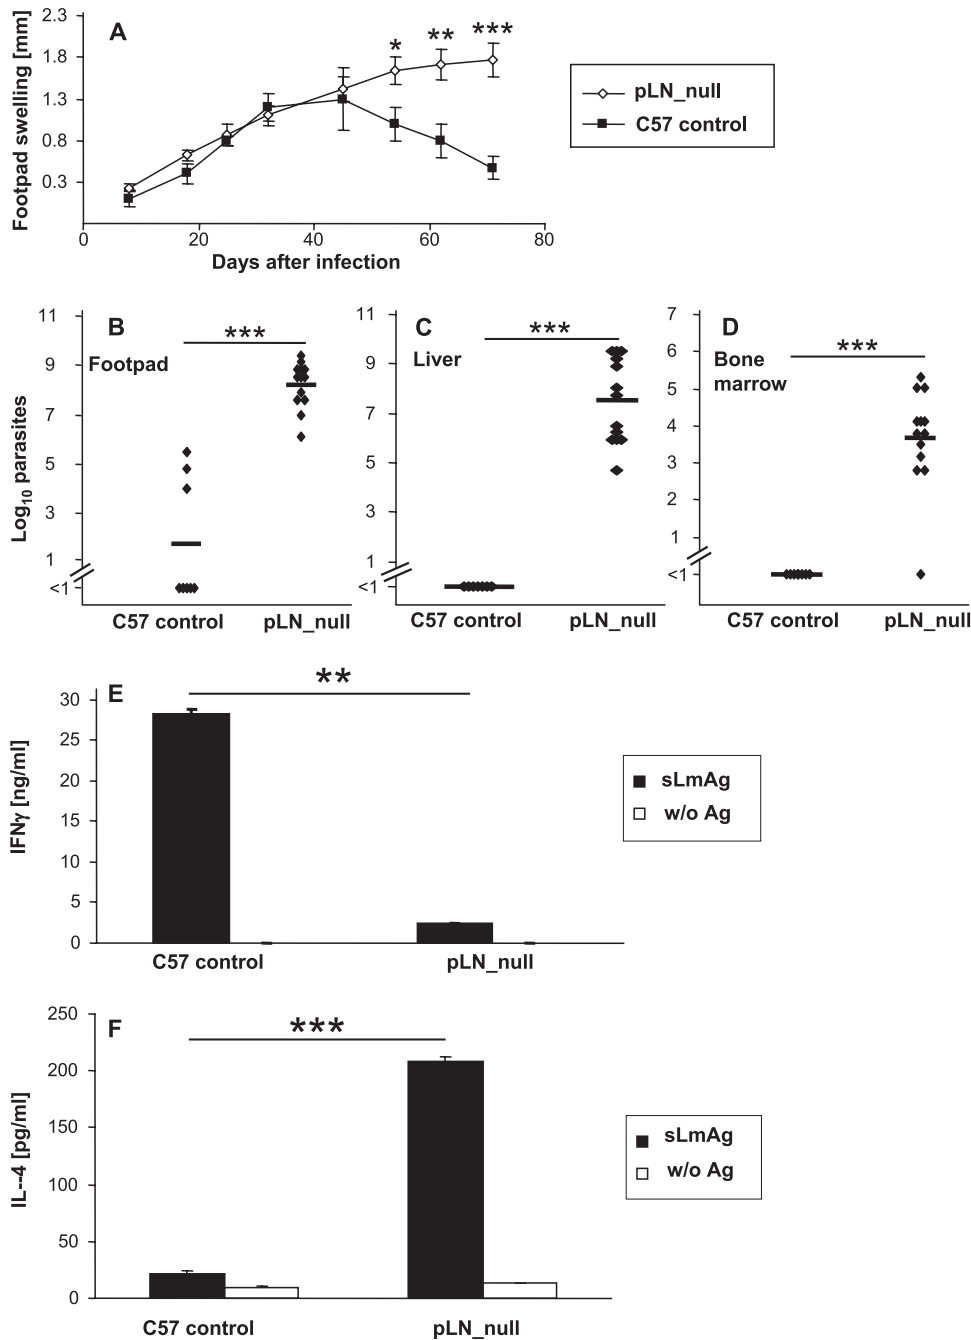 A
Footpad swelling [mm]
2.3
1.8
1.3
0.8
0.3
* ** ***
0 20 40 60 80
Days after infection
pLN_null
C57 control
B
Footpad
***
Log10 parasites
11
9
7
5
3
1
<1
C57 control pLN_null
C
Liver
***
11
9
7
5
3
1
<1
C57 control pLN_null
D
Bone
marrow
***
7
6
5
4
3
2
1
<1
C57 control pLN_null
E
**
IFNγ [ng/ml]
30
25
20
15
10
5
0
C57 control pLN_null
sLmAg
w/o Ag
F
***
IL--4 [pg/ml]
250
200
150
100
50
0
C57 control pLN_null
sLmAg
w/o Ag